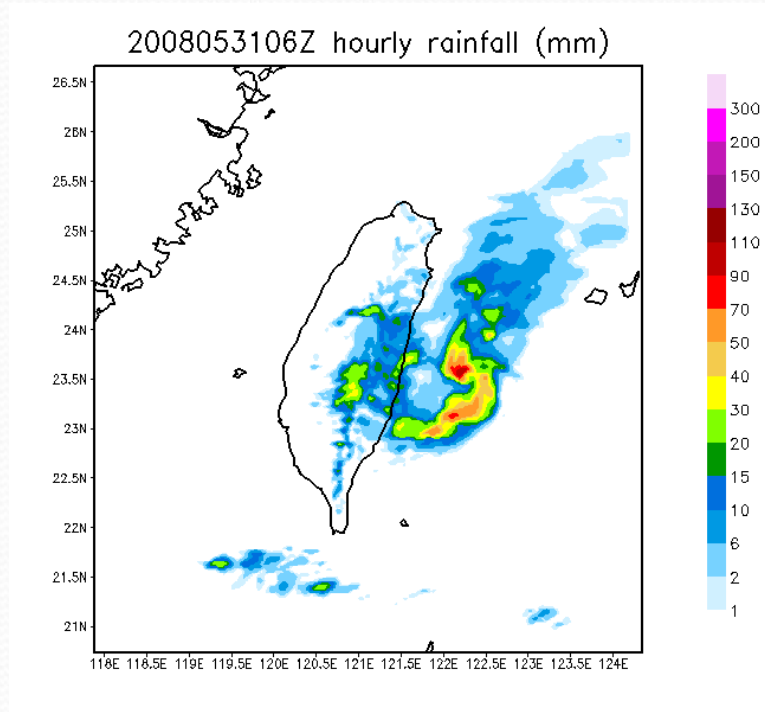 2008053106Z hourly rainfall (mm)
26.5N
26N
25.5N
25N
24.5N
24N
23.5N
23N
22.5N
22N
21.5N
21N
118E 118.5E 119E 119.5E 120E 120.5E 121E 121.5E 122E 122.5E 123E 123.5E 124E
300
200
150
130
110
90
70
50
40
30
20
15
10
6
2
1